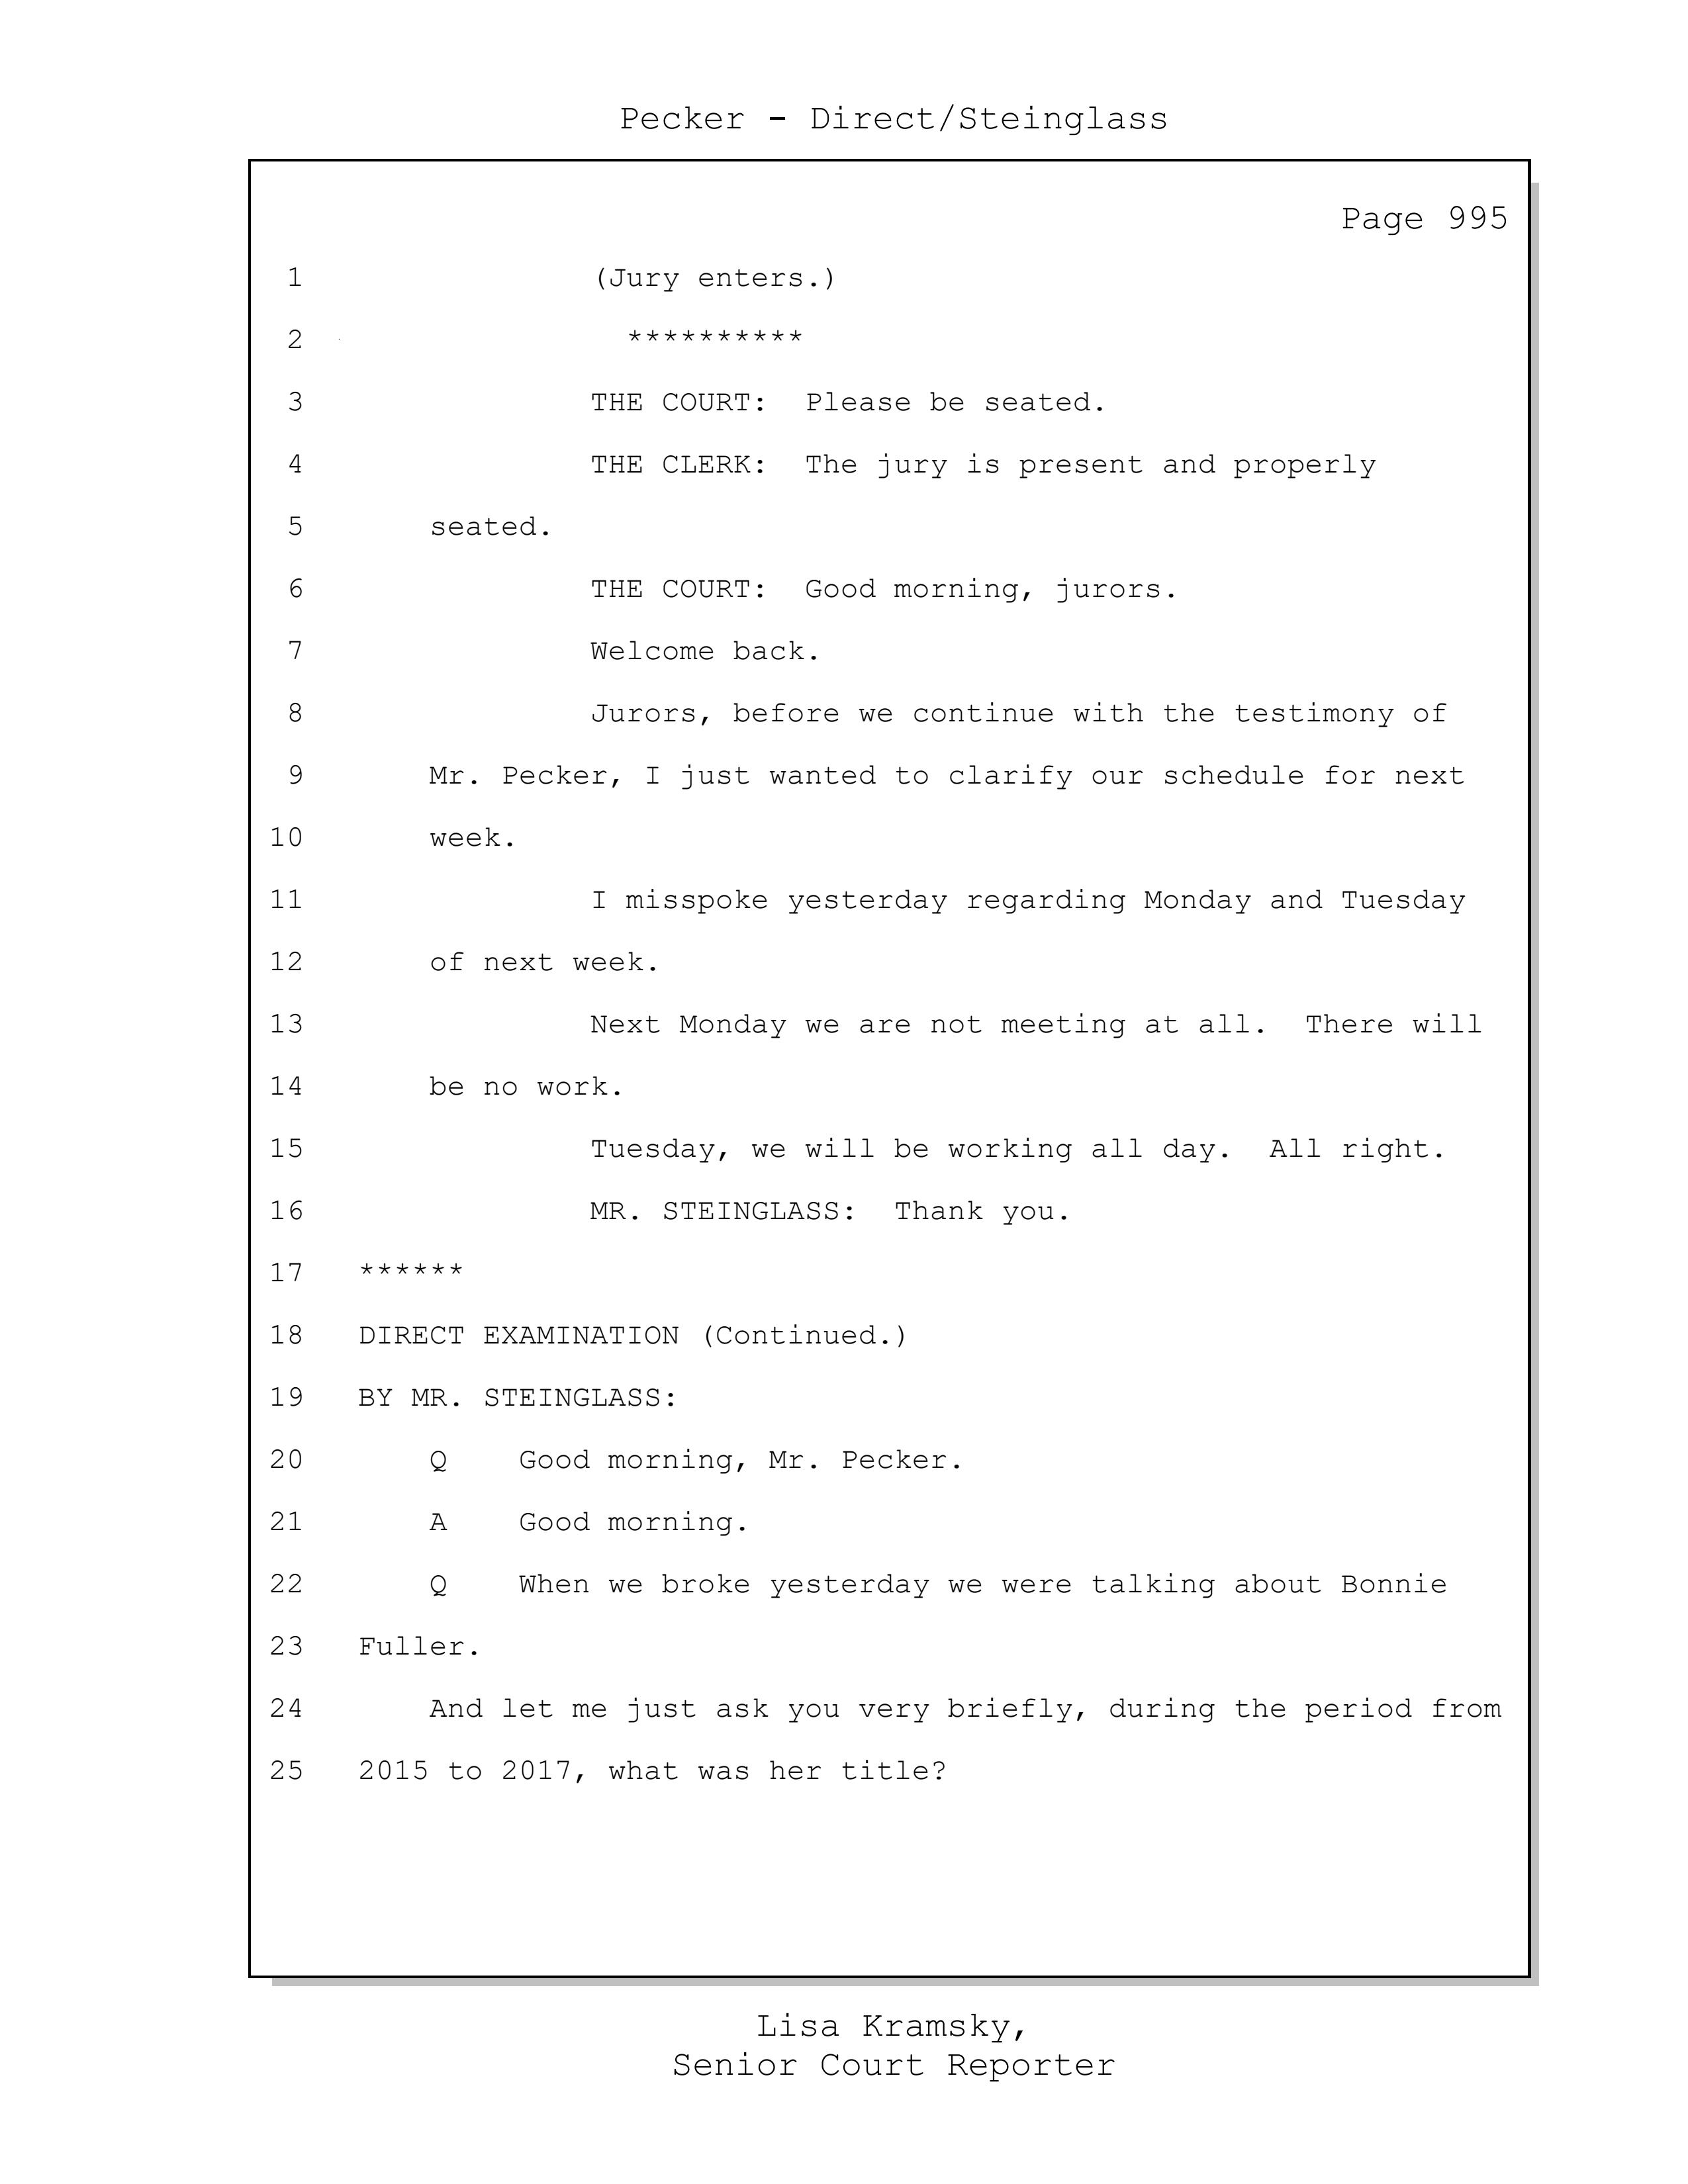 Pecker - Direct/Steinglass
Page 995
1 (Jury enters.)
2 **********
3 THE COURT: Please be seated.
4 THE CLERK: The jury is present and properly
5 seated.
6 THE COURT: Good morning, jurors.
7 Welcome back.
8 Jurors, before we continue with the testimony of
9 Mr. Pecker, I just wanted to clarify our schedule for next
10 week.
11 I misspoke yesterday regarding Monday and Tuesday
12 of next week.
13 Next Monday we are not meeting at all. There will
14 be no work.
15 Tuesday, we will be working all day. All right.
16 MR. STEINGLASS: Thank you.
17 ******
18 DIRECT EXAMINATION (Continued.)
19 BY MR. STEINGLASS:
20 Q Good morning, Mr. Pecker.
21 A Good morning.
22 Q When we broke yesterday we were talking about Bonnie
23 Fuller.
24 And let me just ask you very briefly, during the period from
25 2015 to 2017, what was her title?
Lisa Kramsky,
Senior Court Reporter